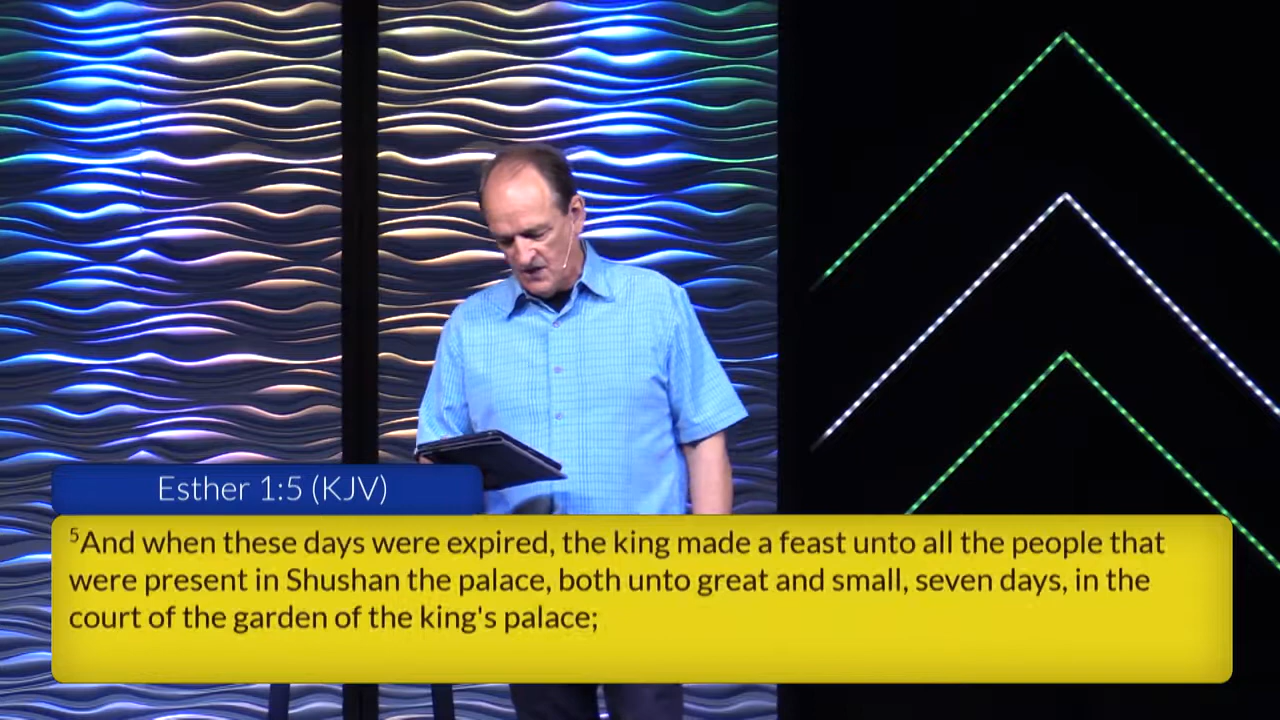 Esther 1:5 (KJV)
⁵And when these days were expired, the king made a feast unto all the people that
were present in Shushan the palace, both unto great and small, seven days, in the
court of the garden of the king's palace;